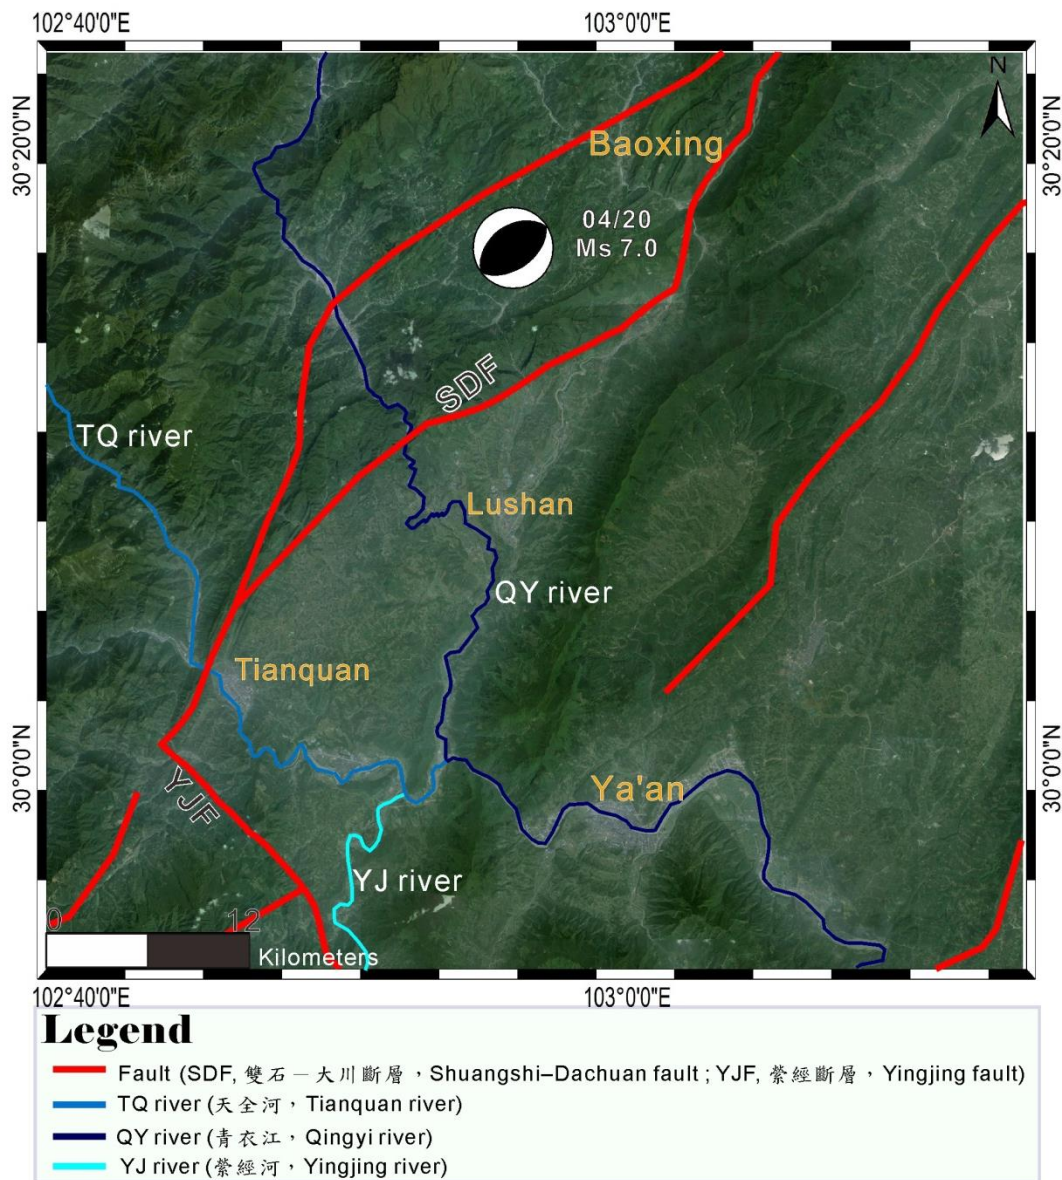 102°40'0"E
103°0'0"E
N
30°20'0"N
30°20'0"N
Baoxing
04/20
Ms 7.0
SDF
TQ river
Lushan
QY river
Tianquan
30°0'0"N
30°0'0"N
YJF
Ya'an
YJ river
0
12
Kilometers
102°40'0"E
103°0'0"E
Legend
Fault (SDF, 雙石－大川斷層，Shuangshi–Dachuan fault ; YJF, 縈經斷層，Yingjing fault)
TQ river (天全河，Tianquan river)
QY river (青衣江，Qingyi river)
YJ river (縈經河，Yingjing river)